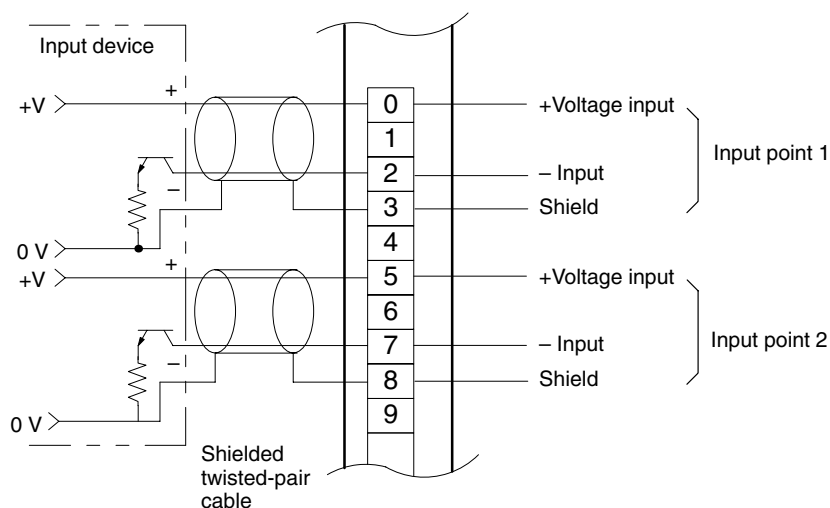 Input device
+V
+
0
+Voltage input
1
Input point 1
–
2
– Input
3
Shield
0 V
4
+V
+
5
+Voltage input
6
Input point 2
–
7
– Input
8
Shield
0 V
9
Shielded
twisted-pair
cable